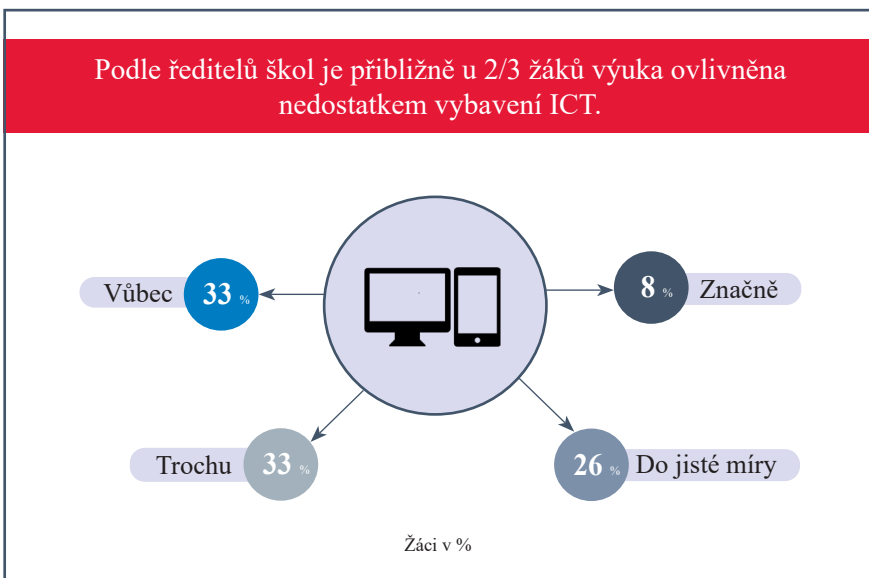 Podle ředitelů škol je přibližně u 2/3 žáků výuka ovlivněna
nedostatkem vybavení ICT.
Vůbec 33 %
8 % Značně
Trochu 33 %
26 % Do jisté míry
Žáci v %